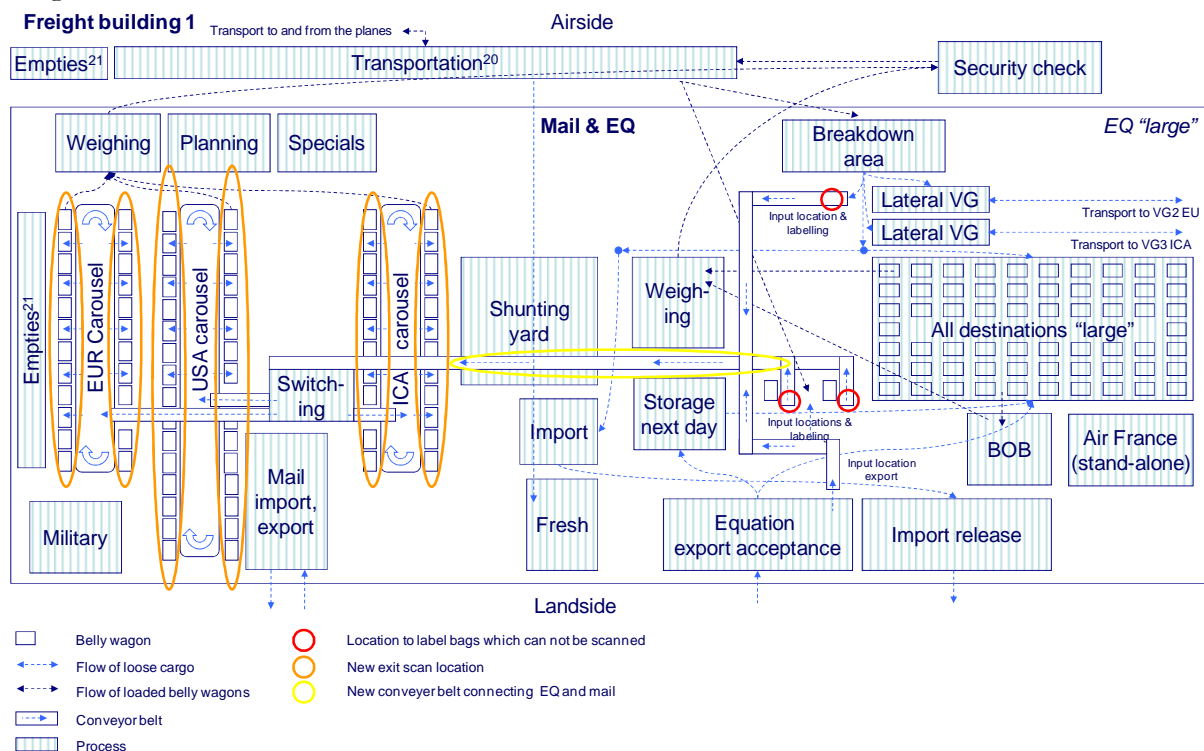 Freight building 1
Airside
Transport to and from the planes
Empties21
Transportation20
Security check
Mail & EQ
EQ “large”
Weighing
Planning
Specials
Breakdown
area
Lateral VG
Transport to VG2 EU
Lateral VG
Transport to VG3 ICA
Input location &
labelling
Empties21
EUR Carousel
USA carousel
ICA carousel
Shunting
yard
Weigh-
ing
All destinations “large”
Switch-
ing
Storage
next day
Input locations &
labeling
Import
BOB
Air France
(stand-alone)
Input location
export
Mail
import,
export
Military
Fresh
Equation
export acceptance
Import release
Landside
Belly wagon
Flow of loose cargo
Flow of loaded belly wagons
Conveyor belt
Process
Location to label bags which can not be scanned
New exit scan location
New conveyer belt connecting EQ and mail